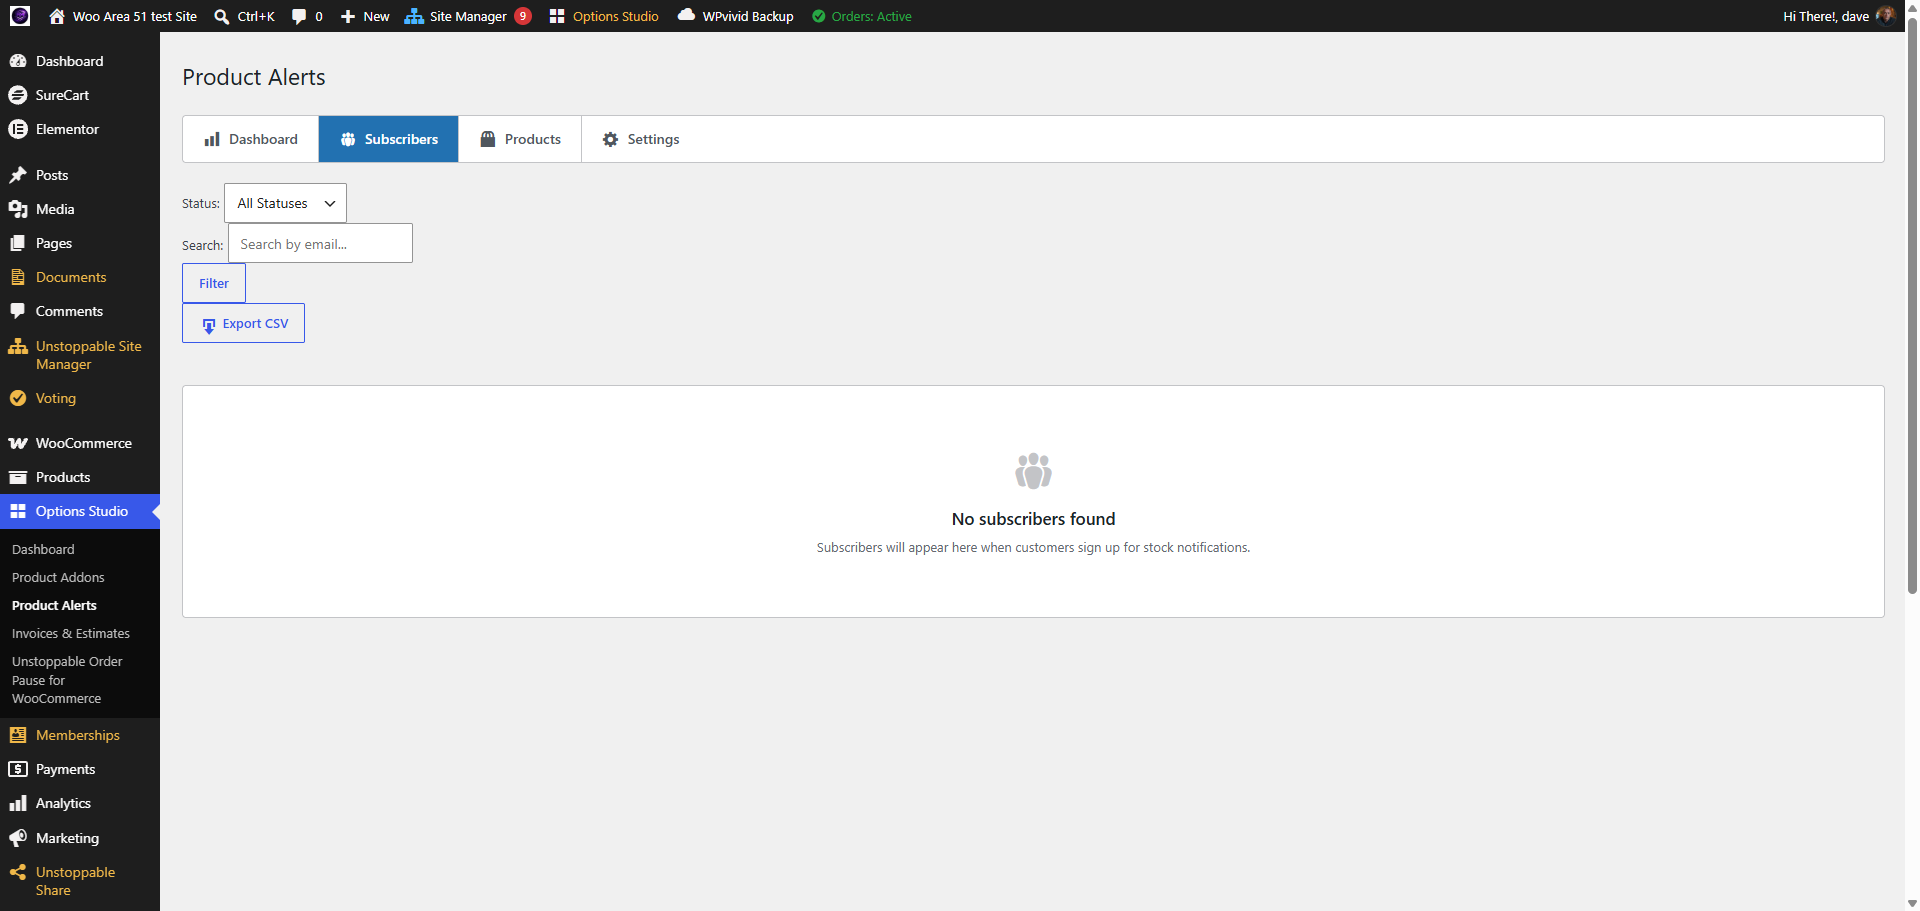 Woo Area 51 test Site
Ctrl+K
0
New
Site Manager 9
Options Studio
WPvivid Backup
Orders: Active
Hi There!, dave
Dashboard
SureCart
Elementor
Posts
Media
Pages
Documents
Comments
Unstoppable Site
Manager
Voting
WooCommerce
Products
Options Studio
Dashboard
Product Addons
Product Alerts
Invoices & Estimates
Unstoppable Order
Pause for
WooCommerce
Memberships
Payments
Analytics
Marketing
Unstoppable
Share
Product Alerts
Dashboard
Subscribers
Products
Settings
Status: All Statuses
Search: Search by email...
Filter
Export CSV
No subscribers found
Subscribers will appear here when customers sign up for stock notifications.